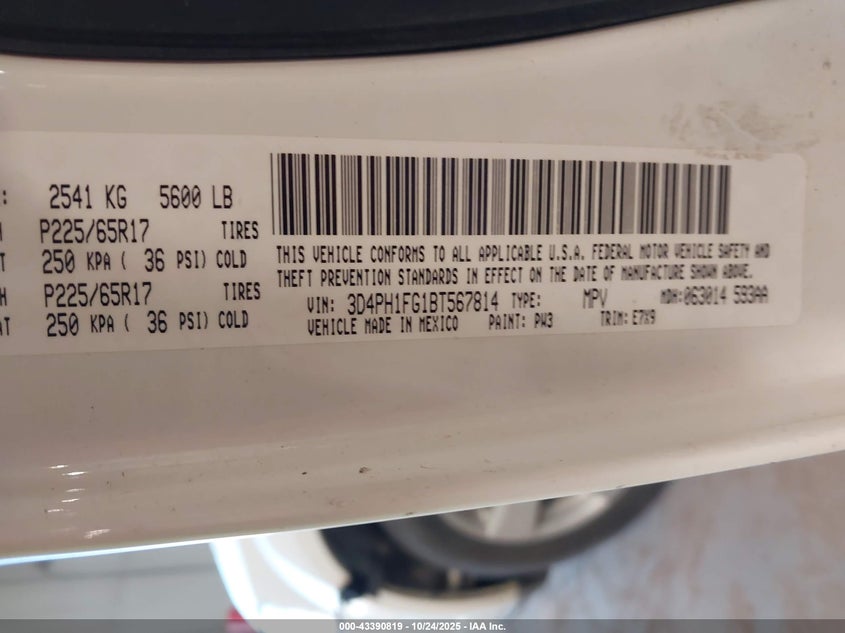 : 2541 KG 5600 LB
P225/65R17 TIRES
T 250 KPA ( 36 PSI) COLD
H P225/65R17 TIRES
AT 250 KPA ( 36 PSI) COLD
THIS VEHICLE CONFORMS TO ALL APPLICABLE U.S.A. FEDERAL MOTOR VEHICLE SAFETY AND
THEFT PREVENTION STANDARDS IN EFFECT ON THE DATE OF MANUFACTURE SHOWN ABOVE.
VIN: 3D4PH1FG1BT567814 TYPE: MPV MDH:063014 593AA
VEHICLE MADE IN MEXICO PAINT: PW3 TRIM: E7X9
000-43390819 - 10/24/2025 - IAA Inc.